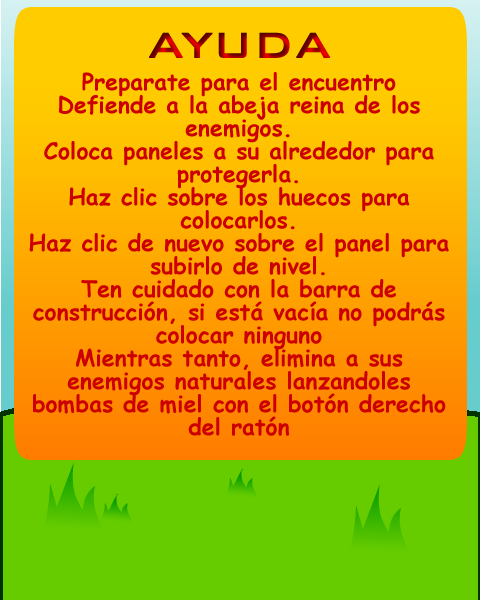 AYUDA
Preparate para el encuentro
Defiende a la abeja reina de los
enemigos.
Coloca paneles a su alrededor para
protegerla.
Haz clic sobre los huecos para
colocarlos.
Haz clic de nuevo sobre el panel para
subirlo de nivel.
Ten cuidado con la barra de
construcción, si está vacía no podrás
colocar ninguno
Mientras tanto, elimina a sus
enemigos naturales lanzandoles
bombas de miel con el botón derecho
del ratón